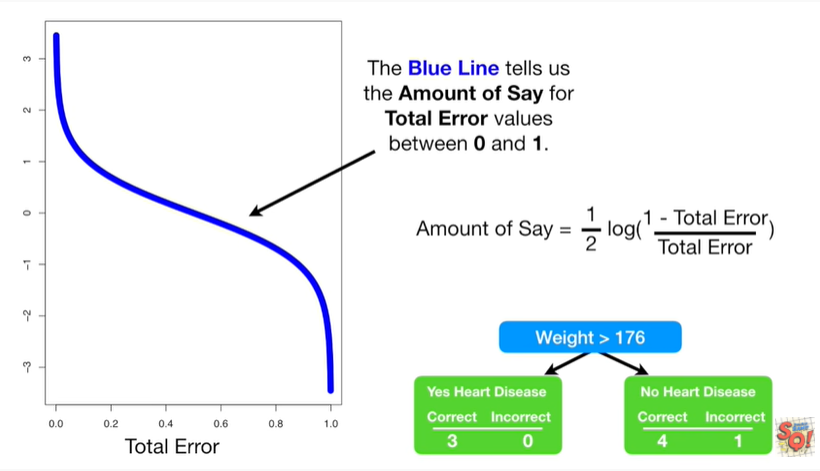 The Blue Line tells us
the Amount of Say for
Total Error values
between 0 and 1.
3
2
1
0
-1
-2
-3
0.0 0.2 0.4 0.6 0.8 1.0
Total Error
Amount of Say = 1/2 log(1 - Total Error / Total Error)
Weight > 176
Yes Heart Disease
Correct Incorrect
3 0
No Heart Disease
Correct Incorrect
4 1
SQ!